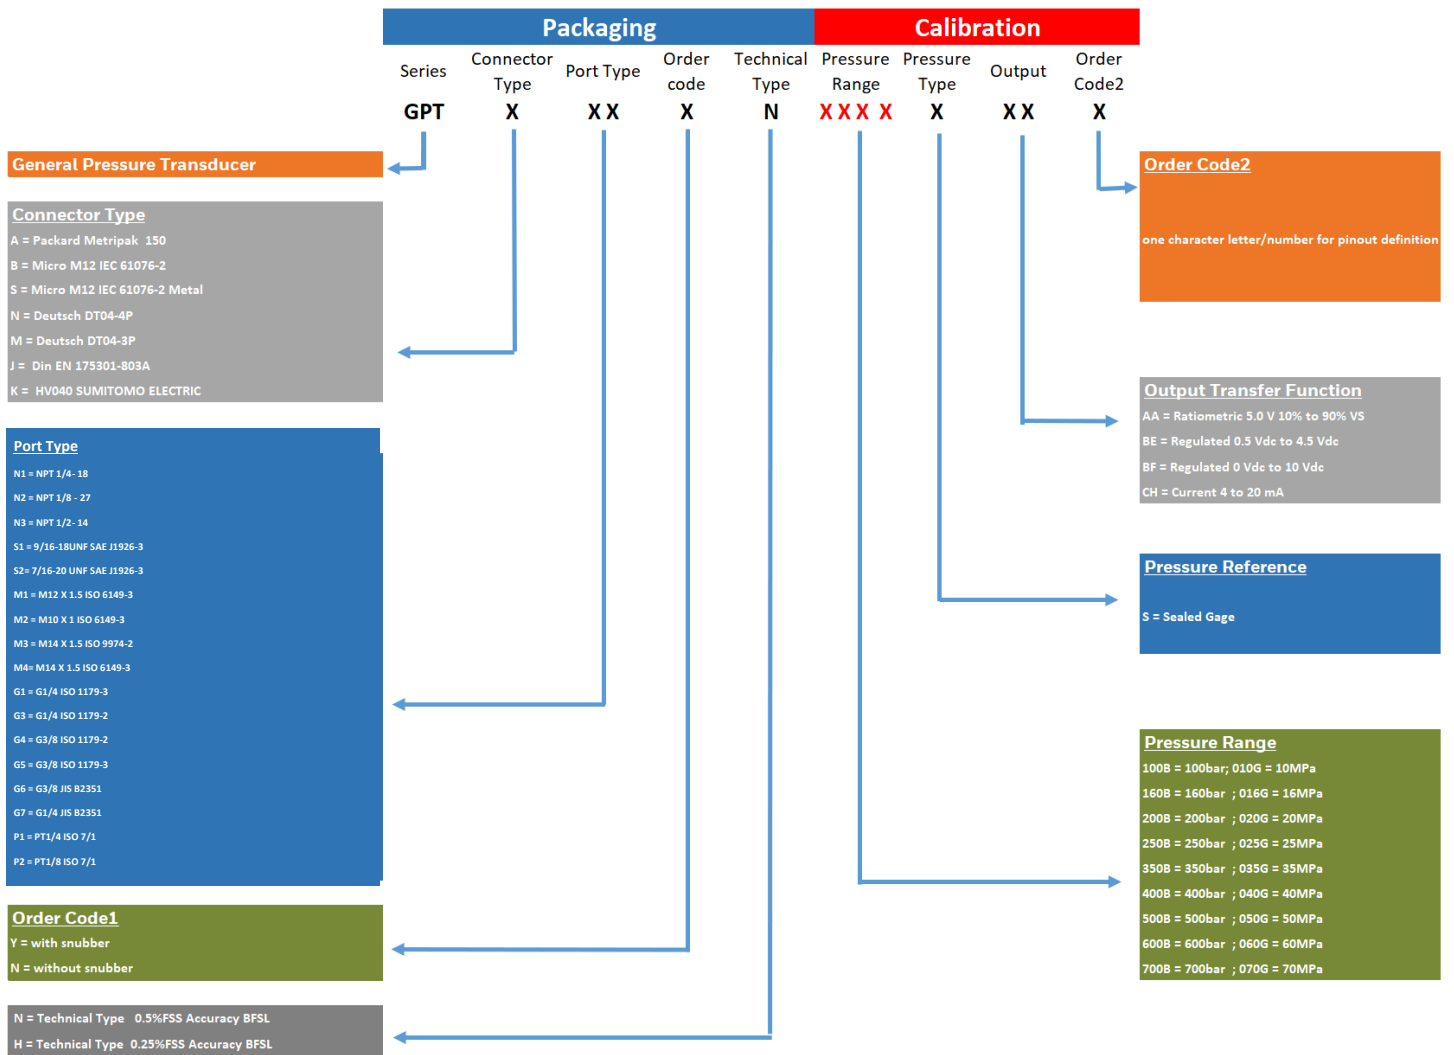 Packaging
Calibration
Series
Connector
Type
Port Type
Order
code
Technical
Type
Pressure
Range
Pressure
Type
Output
Order
Code2
GPT
X
X X
X
N
X X X X
X
X X
X
General Pressure Transducer
Connector Type
A = Packard Metripak 150
B = Micro M12 IEC 61076-2
S = Micro M12 IEC 61076-2 Metal
N = Deutsch DT04-4P
M = Deutsch DT04-3P
J = Din EN 175301-803A
K = HV040 SUMITOMO ELECTRIC
Port Type
N1 = NPT 1/4- 18
N2 = NPT 1/8 - 27
N3 = NPT 1/2- 14
S1 = 9/16-18UNF SAE J1926-3
S2= 7/16-20 UNF SAE J1926-3
M1 = M12 X 1.5 ISO 6149-3
M2 = M10 X 1 ISO 6149-3
M3 = M14 X 1.5 ISO 9974-2
M4= M14 X 1.5 ISO 6149-3
G1 = G1/4 ISO 1179-3
G3 = G1/4 ISO 1179-2
G4 = G3/8 ISO 1179-2
G5 = G3/8 ISO 1179-3
G6 = G3/8 JIS B2351
G7 = G1/4 JIS B2351
P1 = PT1/4 ISO 7/1
P2 = PT1/8 ISO 7/1
Order Code1
Y = with snubber
N = without snubber
N = Technical Type 0.5%FSS Accuracy BFSL
H = Technical Type 0.25%FSS Accuracy BFSL
Order Code2
one character letter/number for pinout definition
Output Transfer Function
AA = Ratiometric 5.0 V 10% to 90% VS
BE = Regulated 0.5 Vdc to 4.5 Vdc
BF = Regulated 0 Vdc to 10 Vdc
CH = Current 4 to 20 mA
Pressure Reference
S = Sealed Gage
Pressure Range
100B = 100bar; 010G = 10MPa
160B = 160bar ; 016G = 16MPa
200B = 200bar ; 020G = 20MPa
250B = 250bar ; 025G = 25MPa
350B = 350bar ; 035G = 35MPa
400B = 400bar ; 040G = 40MPa
500B = 500bar ; 050G = 50MPa
600B = 600bar ; 060G = 60MPa
700B = 700bar ; 070G = 70MPa